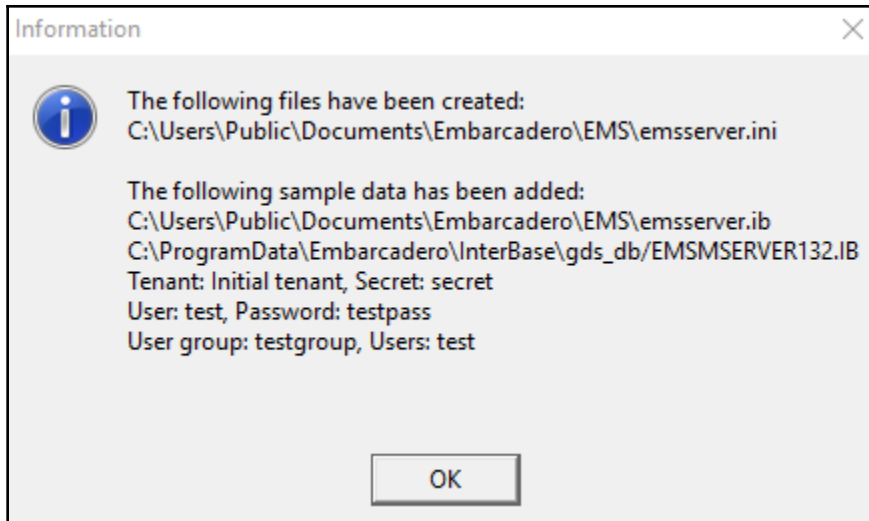 Information
The following files have been created:
C:\Users\Public\Documents\Embarcadero\EMS\emsserver.ini
The following sample data has been added:
C:\Users\Public\Documents\Embarcadero\EMS\emsserver.ib
C:\ProgramData\Embarcadero\InterBase\gds_db/EMSMSERVER132.IB
Tenant: Initial tenant, Secret: secret
User: test, Password: testpass
User group: testgroup, Users: test
OK